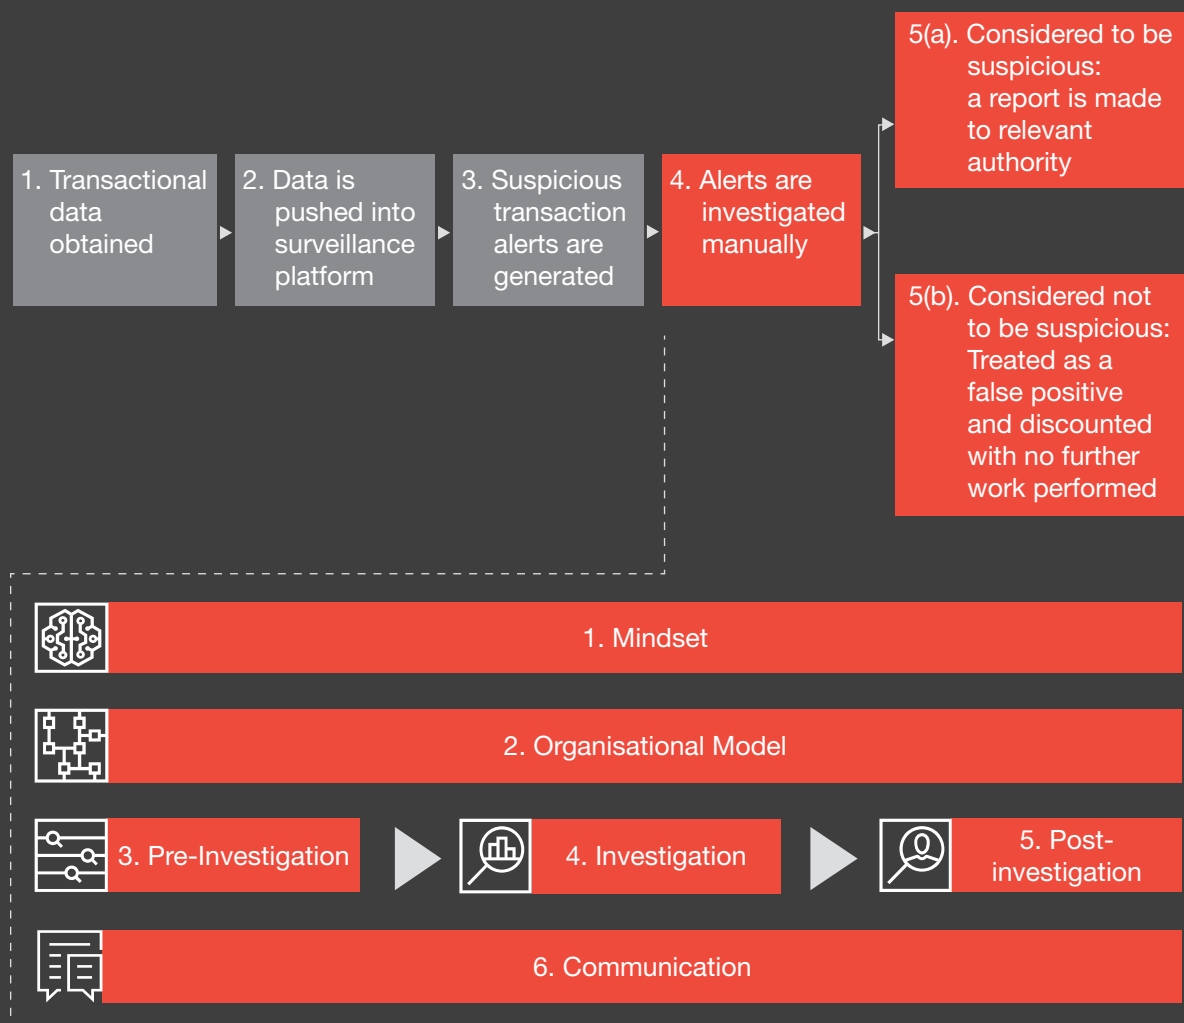 1. Transactional
data
obtained
2. Data is
pushed into
surveillance
platform
3. Suspicious
transaction
alerts are
generated
4. Alerts are
investigated
manually
5(a). Considered to be
suspicious:
a report is made
to relevant
authority
5(b). Considered not
to be suspicious:
Treated as a
false positive
and discounted
with no further
work performed
1. Mindset
2. Organisational Model
3. Pre-Investigation
4. Investigation
5. Post-
investigation
6. Communication